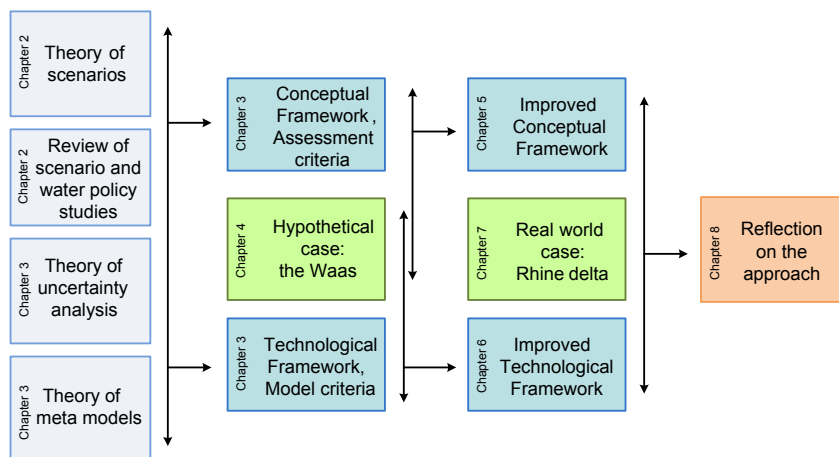 Chapter 2
Theory of
scenarios
Chapter 2
Review of
scenario and
water policy
studies
Chapter 3
Theory of
uncertainty
analysis
Chapter 3
Theory of
meta models
Chapter 3
Conceptual
Framework ,
Assessment
criteria
Chapter 4
Hypothetical
case:
the Waas
Chapter 3
Technological
Framework,
Model criteria
Chapter 5
Improved
Conceptual
Framework
Chapter 7
Real world
case:
Rhine delta
Chapter 6
Improved
Technological
Framework
Chapter 8
Reflection
on the
approach